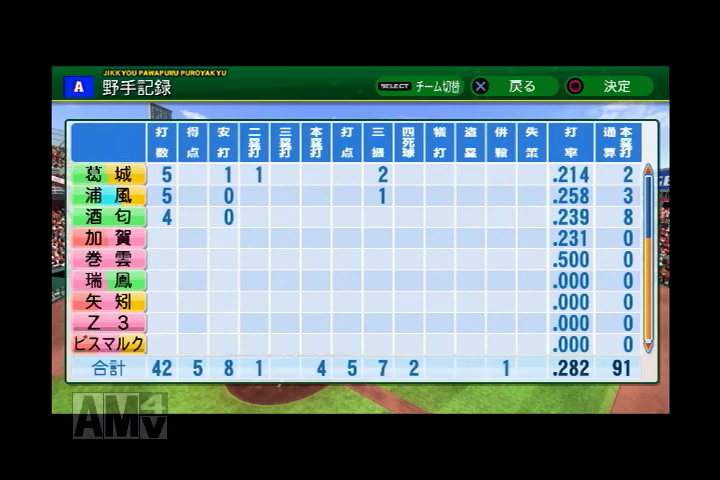 JIKKYOU PAWAFURU PUROYAKYU
A 野手記録 SELECT チーム切替 戻る 決定
打数 得点 安打 二塁打 三塁打 本塁打 打点 三振 四死球 犠打 盗塁 併殺 失策 打率 通算本塁打
葛城 5 1 1 2 .214 2
浦風 5 0 1 .258 3
酒匂 4 0 .239 8
加賀 .231 0
巻雲 .500 0
瑞鳳 .000 0
矢矧 .000 0
Z3 .000 0
ビスマルク .000 0
合計 42 5 8 1 4 5 7 2 1 .282 91
AM4V